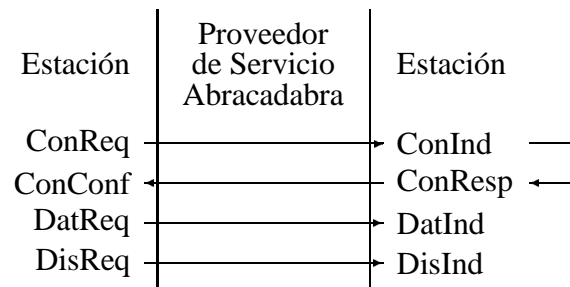 Proveedor
de Servicio
Abracadabra
Estación
Estación
ConReq
ConInd
ConConf
ConResp
DatReq
DatInd
DisReq
DisInd